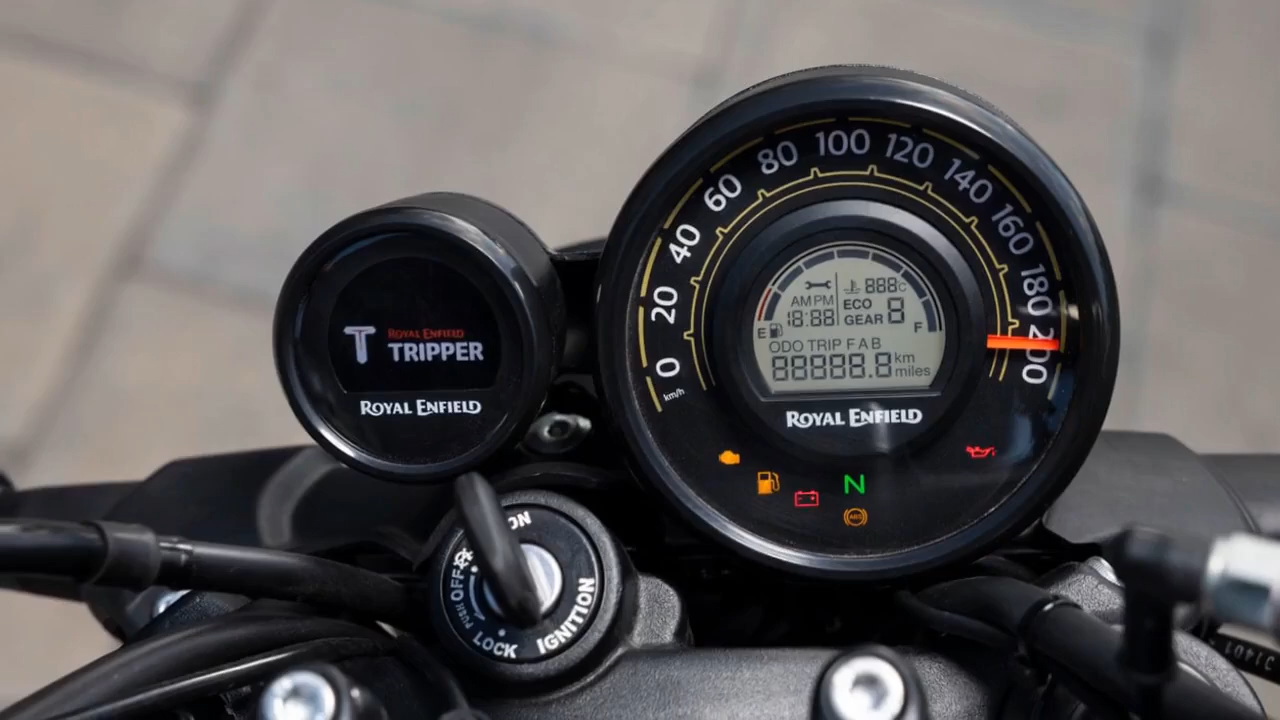 ROYAL ENFIELD
TRIPPER
ROYAL ENFIELD
0
20
40
60
80
100
120
140
160
180
200
km/h
888°C
AM PM
ECO
18:88
GEAR 8
E
F
ODO TRIP F A B
88888.8 km
miles
ROYAL ENFIELD
N
ABS
ON
OFF
PUSH
LOCK
IGNITION
31401